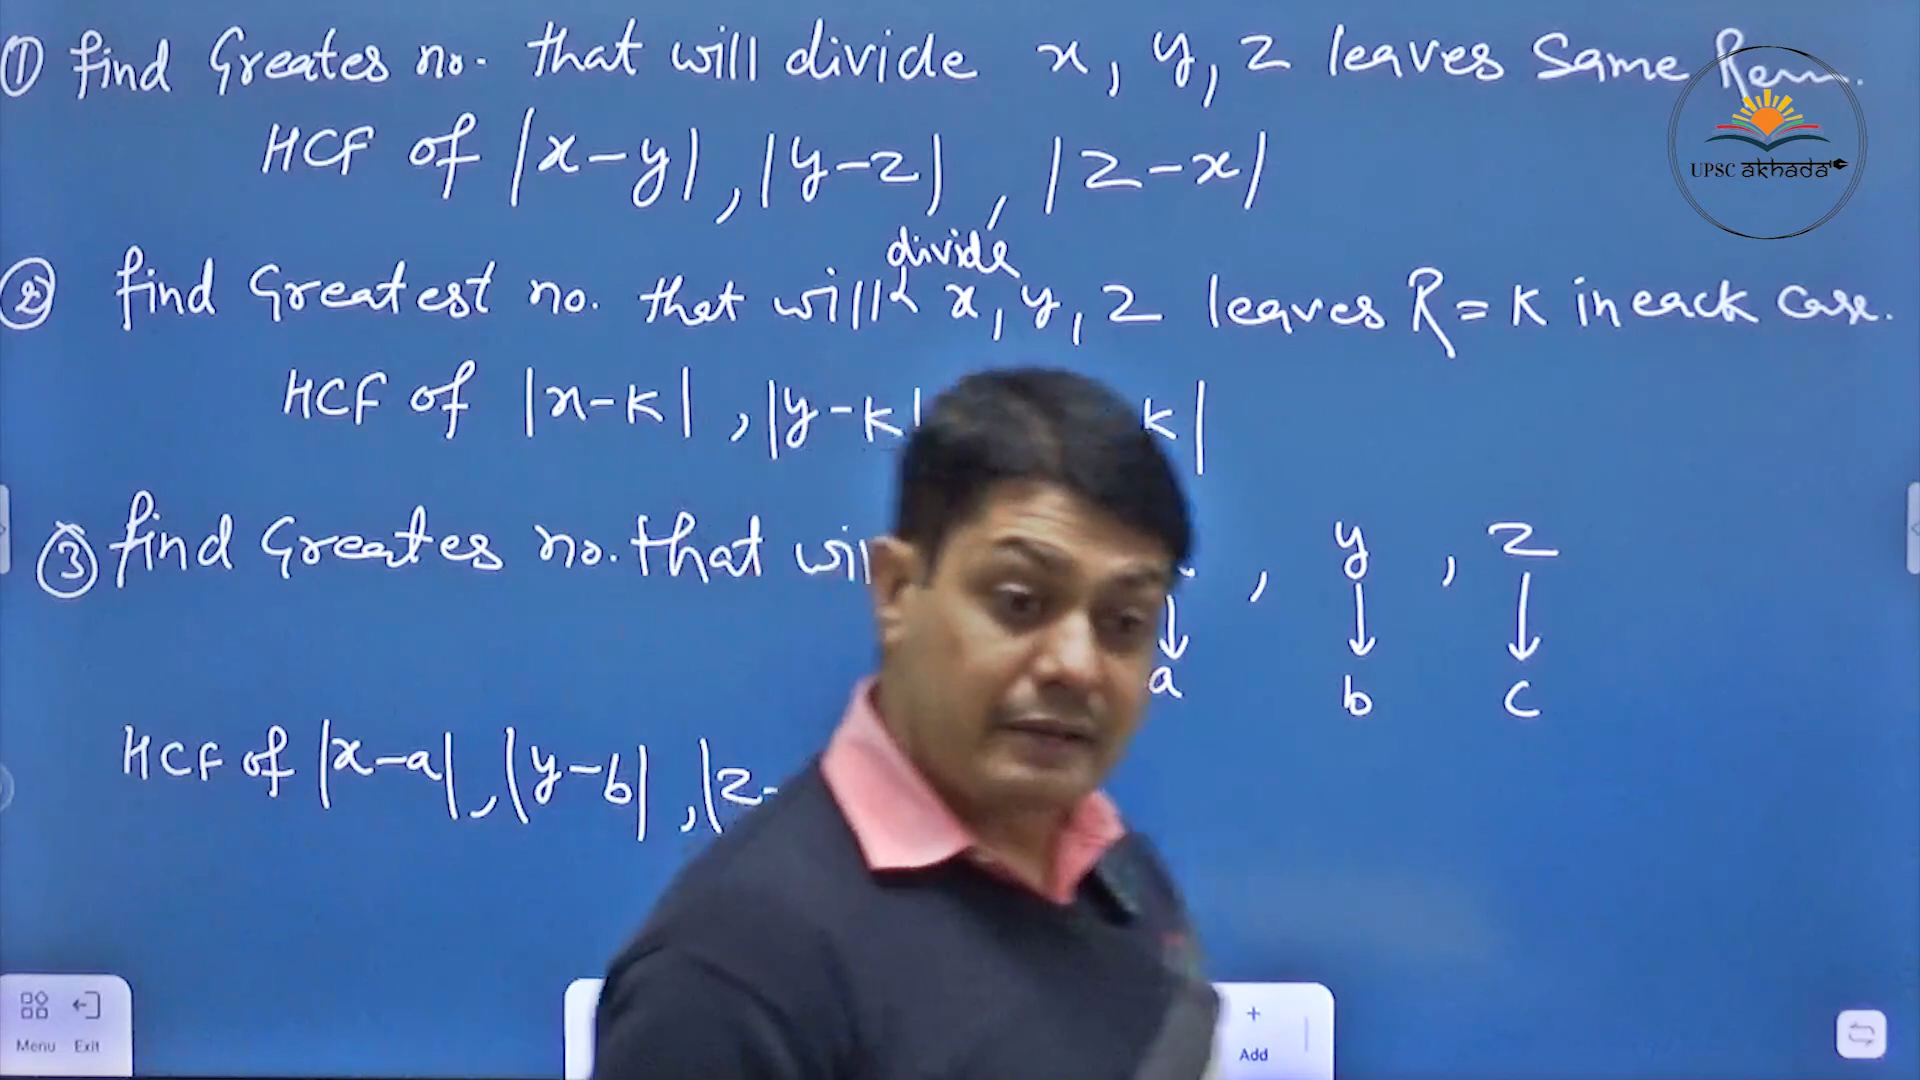 ① find Greates no. that will divide x, y, z leaves same Rem.
HCF of |x-y|, |y-z|, |z-x|
UPSC akhada
divide
② find Greatest no. that will x, y, z leaves R = K in each case.
HCF of |x-k|, |y-k| k|
③ find Greates no. that , y , z
a b c
HCF of |x-a|, |y-b|, |z-
Menu Exit
+
Add